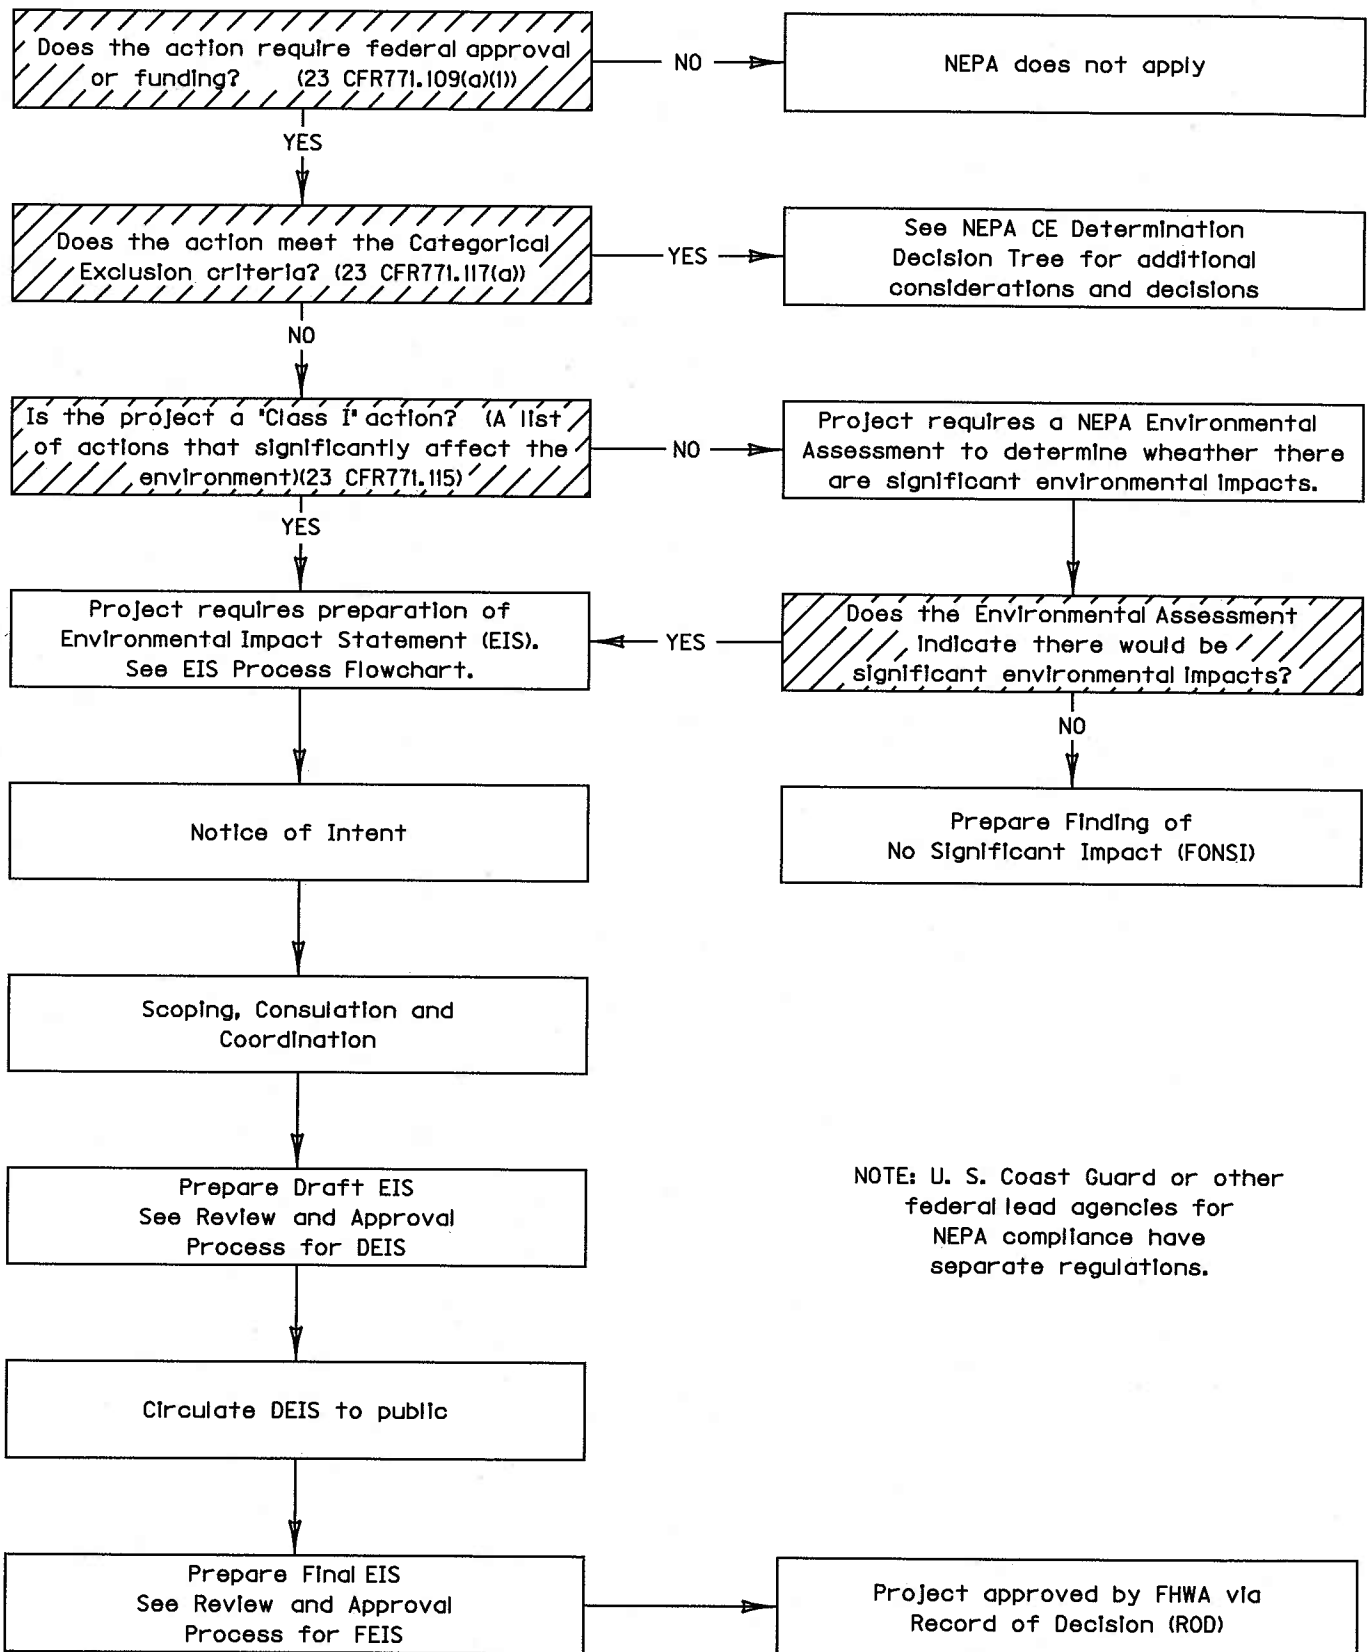 Does the action require federal approval
or funding? (23 CFR771.109(a)(1))
NO
NEPA does not apply
YES
Does the action meet the Categorical
Exclusion criteria? (23 CFR771.117(a))
YES
See NEPA CE Determination
Decision Tree for additional
considerations and decisions
NO
Is the project a "Class I" action? (A list
of actions that significantly affect the
environment)(23 CFR771.115)
NO
Project requires a NEPA Environmental
Assessment to determine wheather there
are significant environmental impacts.
YES
Project requires preparation of
Environmental Impact Statement (EIS).
See EIS Process Flowchart.
YES
Does the Environmental Assessment
indicate there would be
significant environmental impacts?
NO
Notice of Intent
Prepare Finding of
No Significant Impact (FONSI)
Scoping, Consulation and
Coordination
Prepare Draft EIS
See Review and Approval
Process for DEIS
NOTE: U. S. Coast Guard or other
federal lead agencies for
NEPA compliance have
separate regulations.
Circulate DEIS to public
Prepare Final EIS
See Review and Approval
Process for FEIS
Project approved by FHWA via
Record of Decision (ROD)